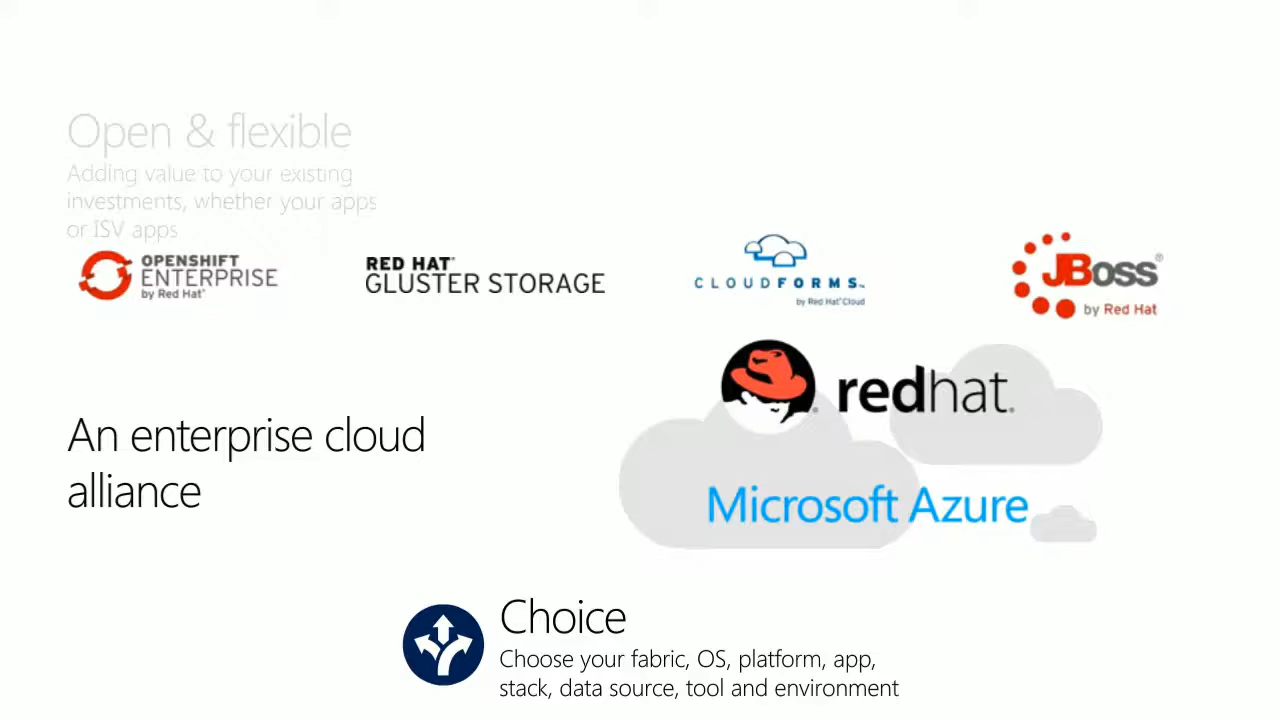 Open & flexible
Adding value to your existing
investments, whether your apps
or ISV apps
OPENSHIFT
ENTERPRISE
by Red Hat®
RED HAT®
GLUSTER STORAGE
CLOUDFORMS™
by Red Hat® Cloud
JBoss®
by Red Hat
redhat.
An enterprise cloud
alliance
Microsoft Azure
Choice
Choose your fabric, OS, platform, app,
stack, data source, tool and environment